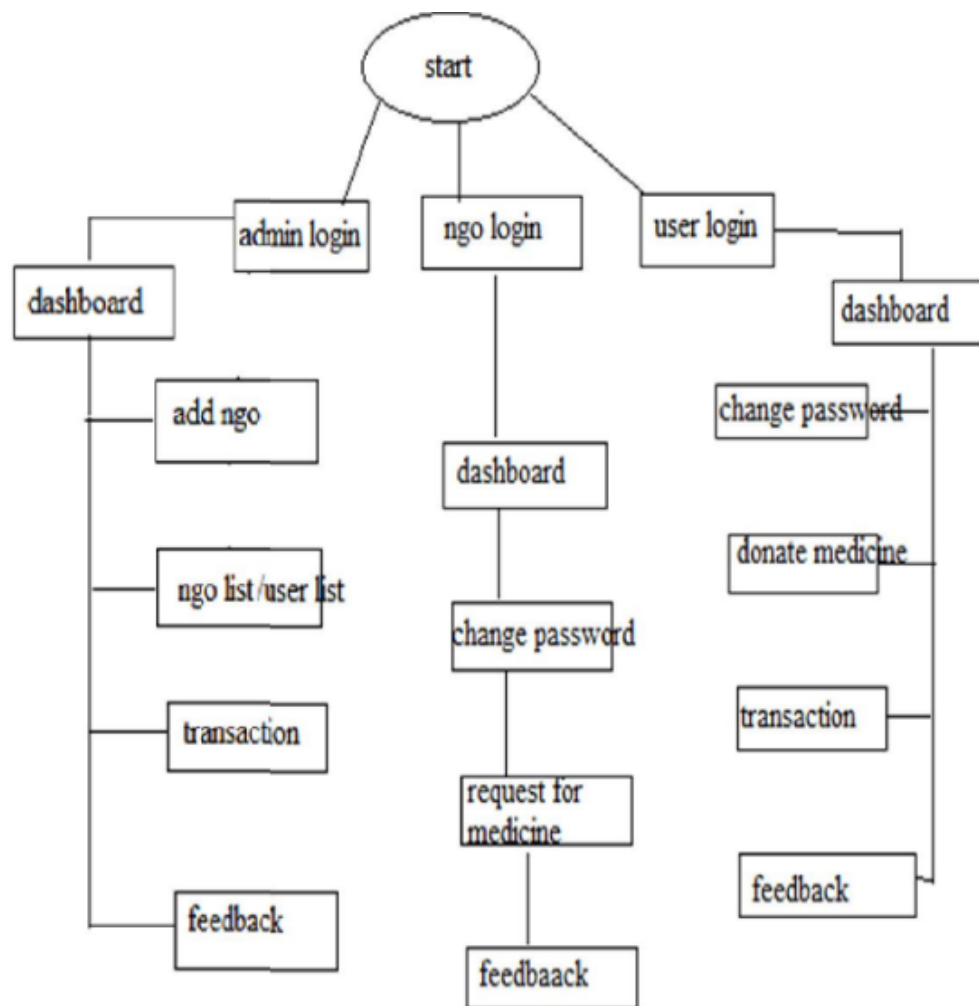 start
admin login
ngo login
user login
dashboard
dashboard
add ngo
change password
dashboard
ngo list/user list
donate medicine
change password
transaction
transaction
request for
medicine
feedback
feedback
feedbaack